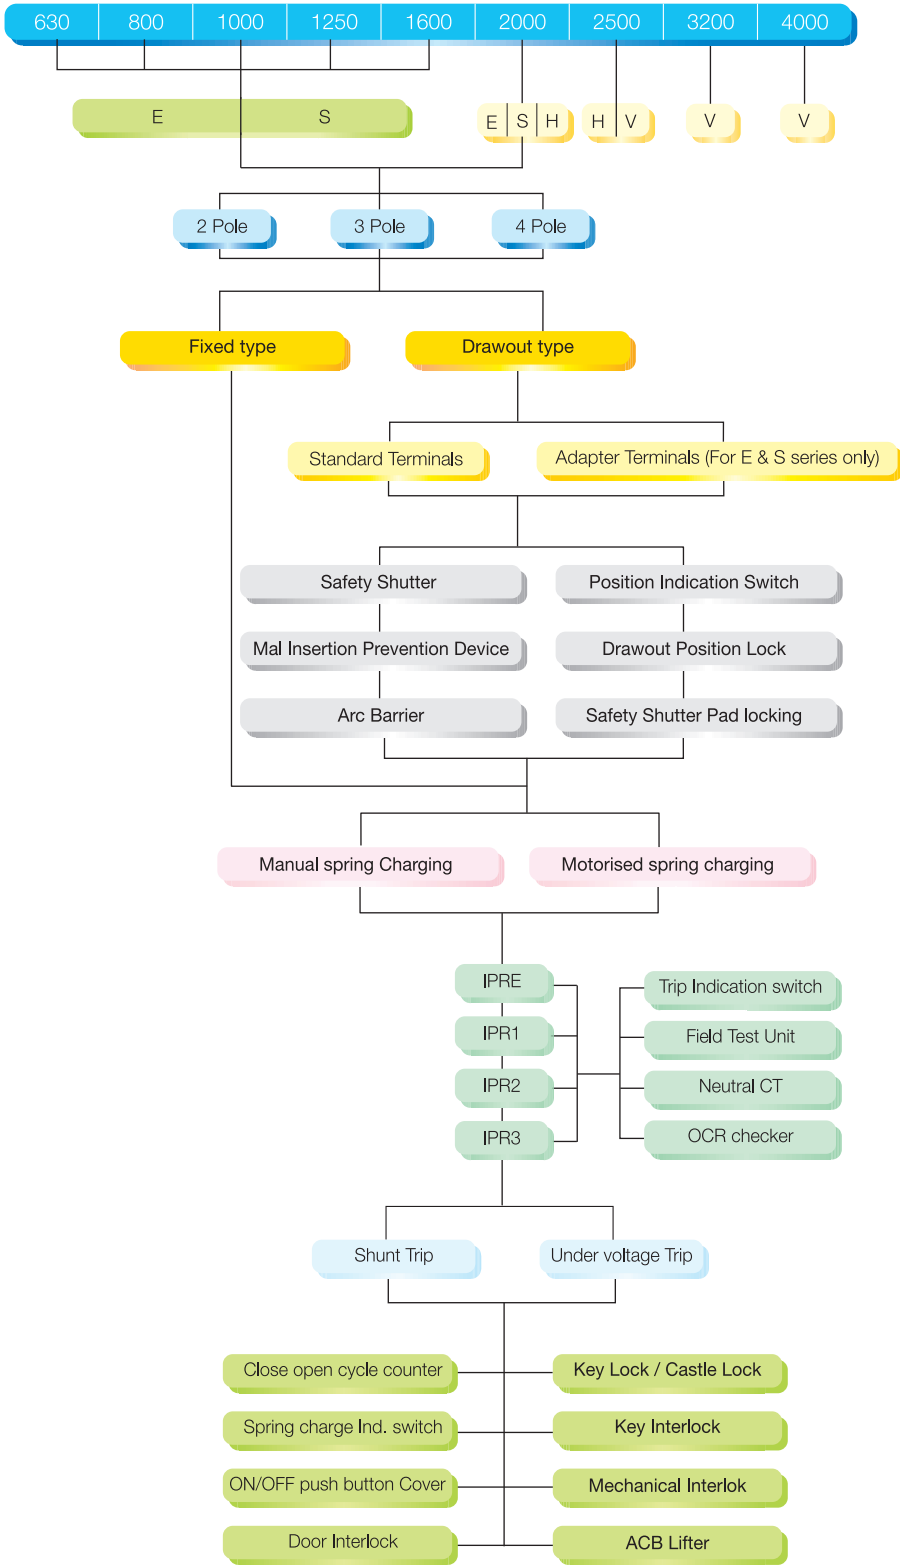 630 800 1000 1250 1600 2000 2500 3200 4000
E S E S H H V V V
2 Pole 3 Pole 4 Pole
Fixed type Drawout type
Standard Terminals Adapter Terminals (For E & S series only)
Safety Shutter Position Indication Switch
Mal Insertion Prevention Device Drawout Position Lock
Arc Barrier Safety Shutter Pad locking
Manual spring Charging Motorised spring charging
IPRE Trip Indication switch
IPR1 Field Test Unit
IPR2 Neutral CT
IPR3 OCR checker
Shunt Trip Under voltage Trip
Close open cycle counter Key Lock / Castle Lock
Spring charge Ind. switch Key Interlock
ON/OFF push button Cover Mechanical Interlok
Door Interlock ACB Lifter